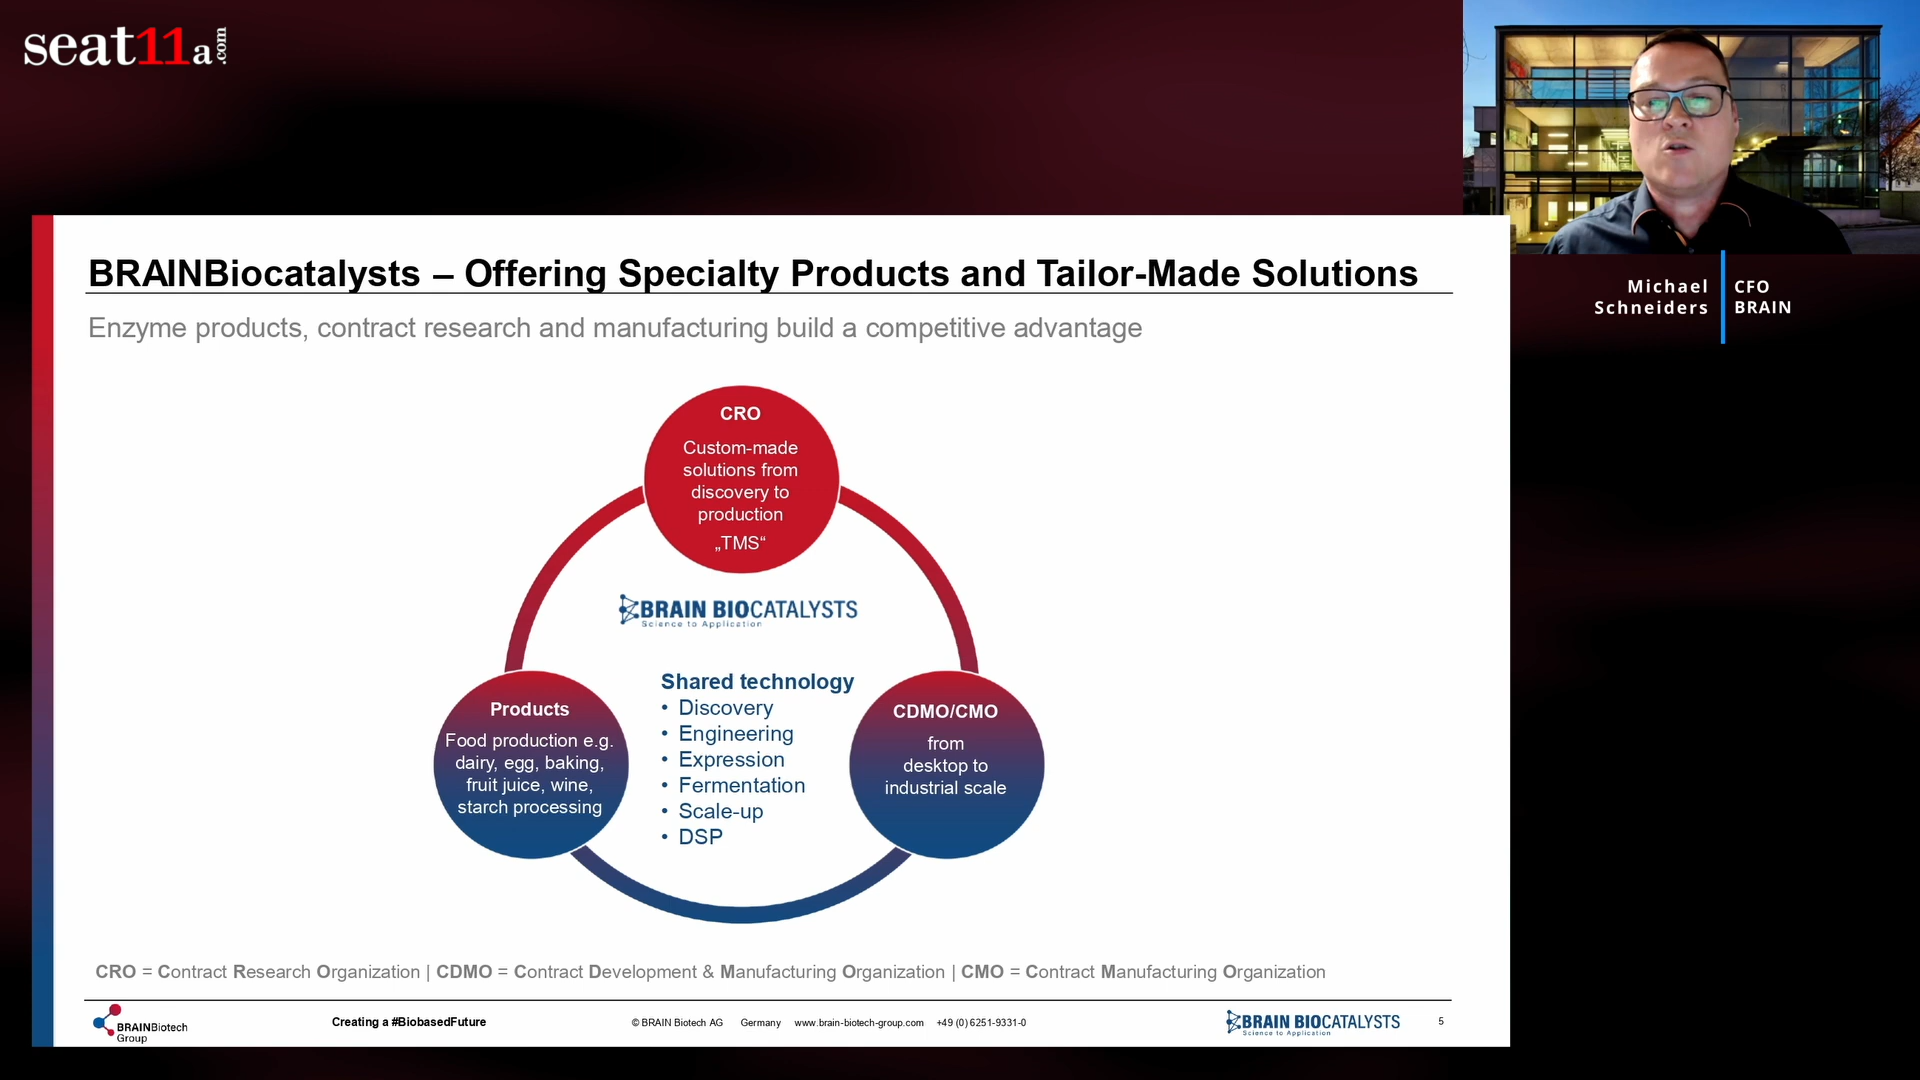 seat11a.com
Michael Schneiders
CFO BRAIN
BRAINBiocatalysts – Offering Specialty Products and Tailor-Made Solutions
Enzyme products, contract research and manufacturing build a competitive advantage
CRO
Custom-made
solutions from
discovery to
production
„TMS“
BRAIN BIOCATALYSTS
Science to Application
Products
Food production e.g.
dairy, egg, baking,
fruit juice, wine,
starch processing
Shared technology
• Discovery
• Engineering
• Expression
• Fermentation
• Scale-up
• DSP
CDMO/CMO
from
desktop to
industrial scale
CRO = Contract Research Organization | CDMO = Contract Development & Manufacturing Organization | CMO = Contract Manufacturing Organization
BRAINBiotech
Group
Creating a #BiobasedFuture
© BRAIN Biotech AG Germany www.brain-biotech-group.com +49 (0) 6251-9331-0
BRAIN BIOCATALYSTS
Science to Application
5